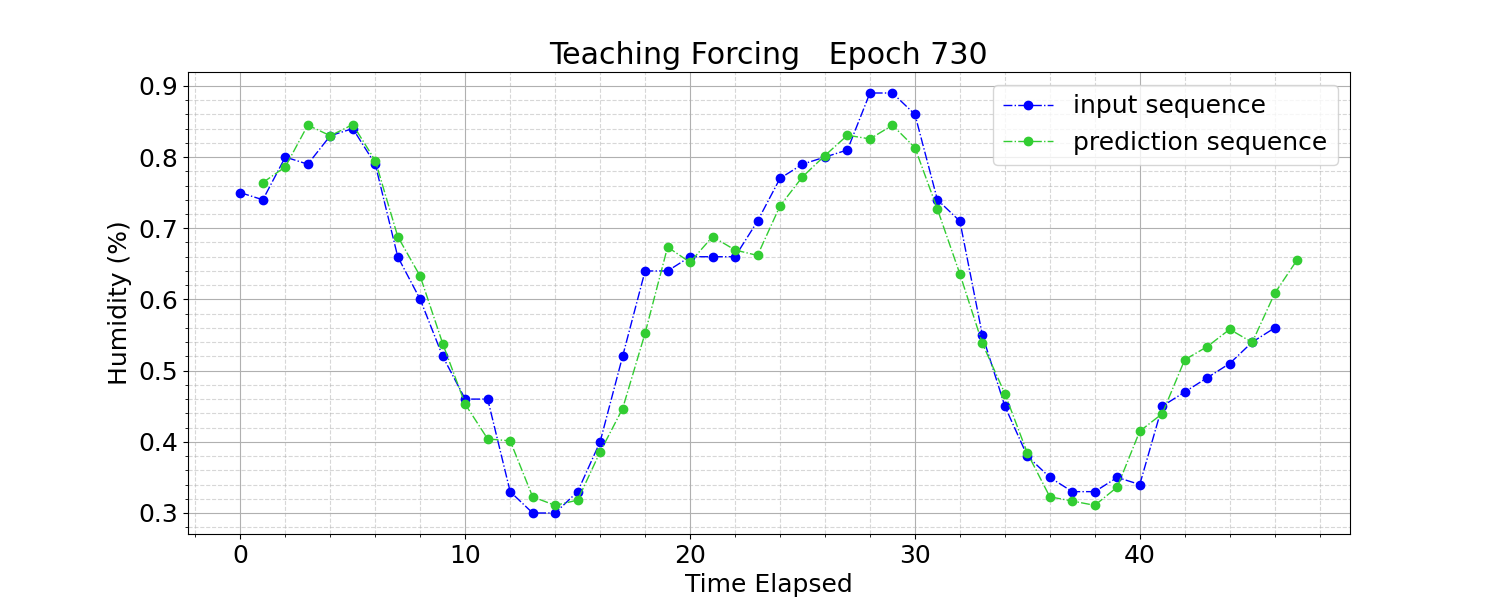 Teaching Forcing   Epoch 730
input sequence
prediction sequence
Humidity (%)
0.9
0.8
0.7
0.6
0.5
0.4
0.3
0 10 20 30 40
Time Elapsed